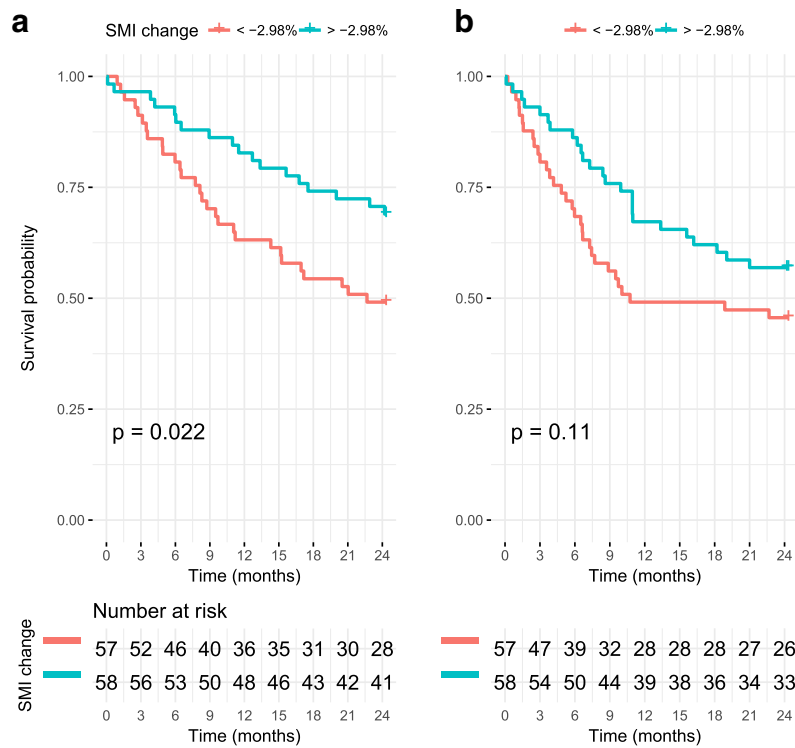 a
SMI change < −2.98% > −2.98%
1.00
0.75
0.50
0.25
0.00
Survival probability
p = 0.022
0 3 6 9 12 15 18 21 24
Time (months)
Number at risk
SMI change
57 52 46 40 36 35 31 30 28
58 56 53 50 48 46 43 42 41
0 3 6 9 12 15 18 21 24
Time (months)
b
< −2.98% > −2.98%
1.00
0.75
0.50
0.25
0.00
p = 0.11
0 3 6 9 12 15 18 21 24
Time (months)
57 47 39 32 28 28 28 27 26
58 54 50 44 39 38 36 34 33
0 3 6 9 12 15 18 21 24
Time (months)